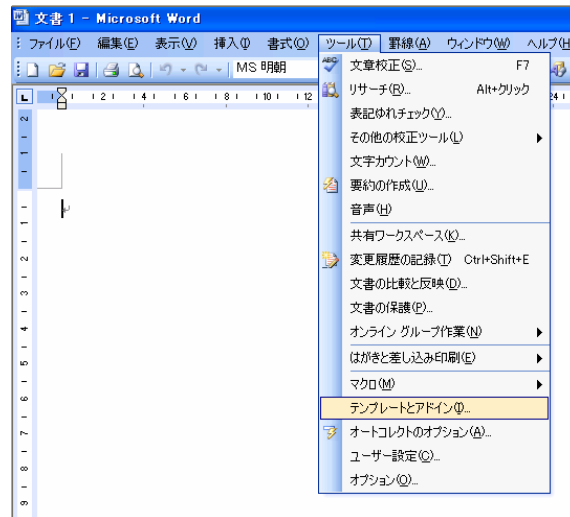 文書 1 - Microsoft Word
ファイル(F) 編集(E) 表示(V) 挿入(I) 書式(O) ツール(T) 罫線(A) ウィンドウ(W) ヘルプ(H
MS 明朝
文章校正(S)... F7
リサーチ(R)... Alt+クリック
表記ゆれチェック(Y)...
その他の校正ツール(L)
文字カウント(W)...
要約の作成(U)...
音声(H)
共有ワークスペース(K)...
変更履歴の記録(T) Ctrl+Shift+E
文書の比較と反映(D)...
文書の保護(P)...
オンライン グループ作業(N)
はがきと差し込み印刷(E)
マクロ(M)
テンプレートとアドイン(I)...
オートコレクトのオプション(A)...
ユーザー設定(C)...
オプション(O)...